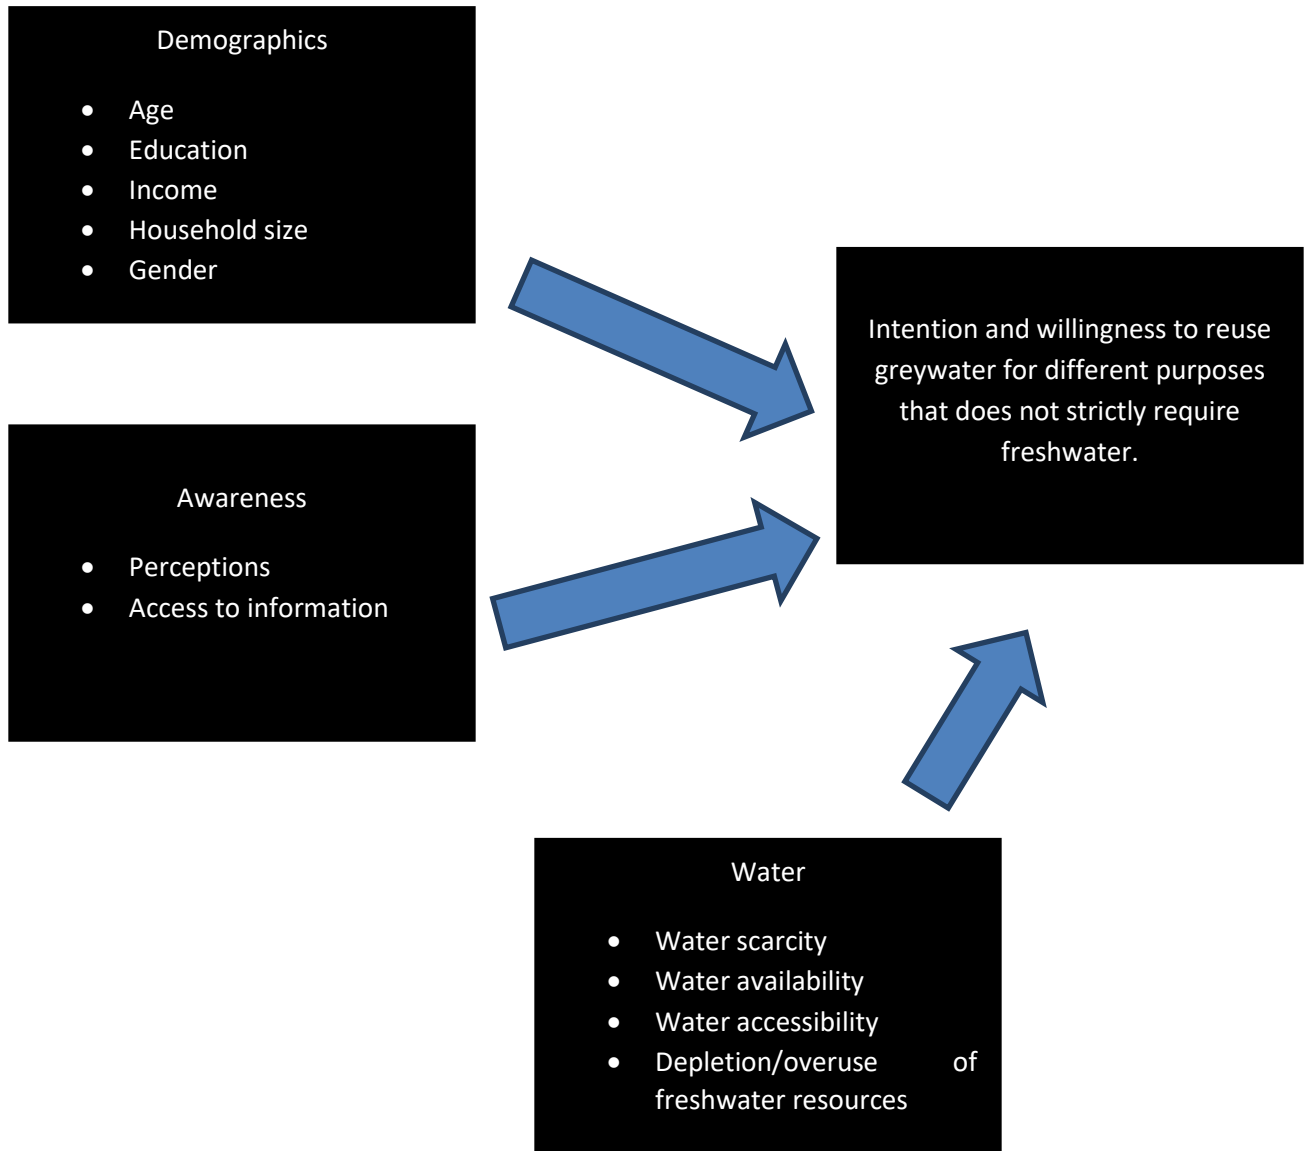 Demographics
• Age
• Education
• Income
• Household size
• Gender
Intention and willingness to reuse
greywater for different purposes
that does not strictly require
freshwater.
Awareness
• Perceptions
• Access to information
Water
• Water scarcity
• Water availability
• Water accessibility
• Depletion/overuse of
freshwater resources